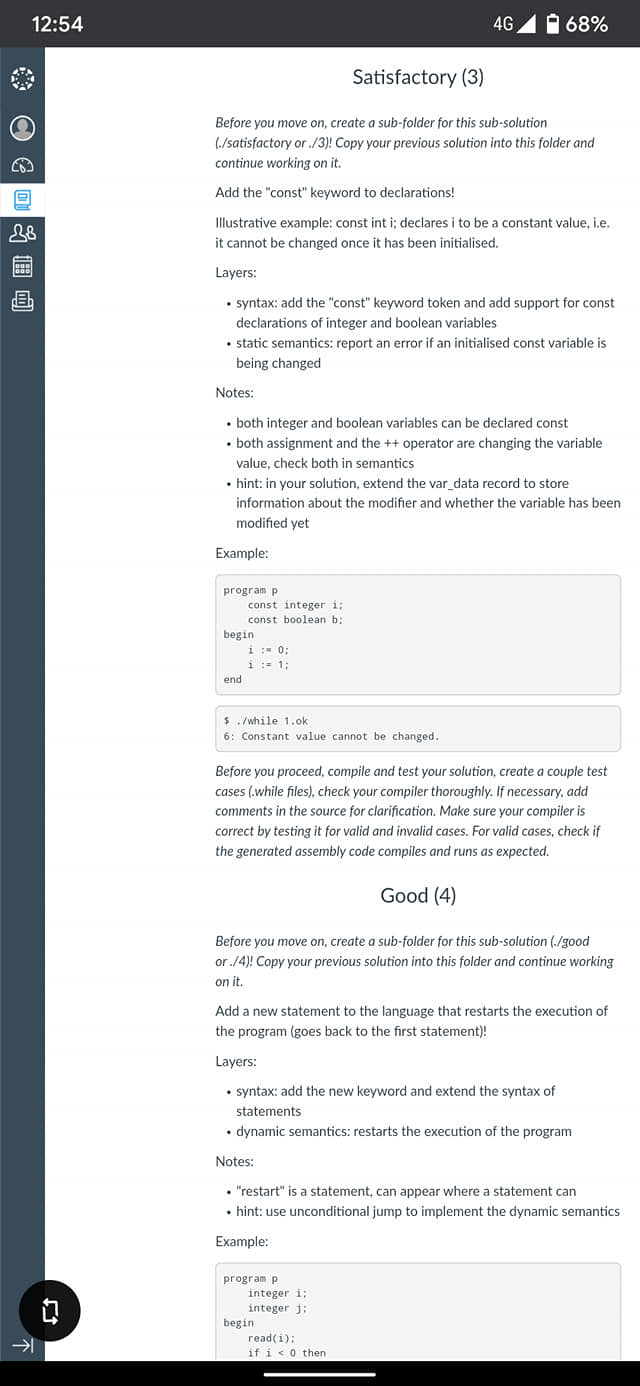 12:54
4G 68%
Satisfactory (3)
Before you move on, create a sub-folder for this sub-solution
(./satisfactory or ./3)! Copy your previous solution into this folder and
continue working on it.
Add the "const" keyword to declarations!
Illustrative example: const int i; declares i to be a constant value, i.e.
it cannot be changed once it has been initialised.
Layers:
• syntax: add the "const" keyword token and add support for const
declarations of integer and boolean variables
• static semantics: report an error if an initialised const variable is
being changed
Notes:
• both integer and boolean variables can be declared const
• both assignment and the ++ operator are changing the variable
value, check both in semantics
• hint: in your solution, extend the var_data record to store
information about the modifier and whether the variable has been
modified yet
Example:
program p
const integer i;
const boolean b;
begin
i := 0;
i := 1;
end
$ ./while 1.ok
6: Constant value cannot be changed.
Before you proceed, compile and test your solution, create a couple test
cases (.while files), check your compiler thoroughly. If necessary, add
comments in the source for clarification. Make sure your compiler is
correct by testing it for valid and invalid cases. For valid cases, check if
the generated assembly code compiles and runs as expected.
Good (4)
Before you move on, create a sub-folder for this sub-solution (./good
or ./4)! Copy your previous solution into this folder and continue working
on it.
Add a new statement to the language that restarts the execution of
the program (goes back to the first statement)!
Layers:
• syntax: add the new keyword and extend the syntax of
statements
• dynamic semantics: restarts the execution of the program
Notes:
• "restart" is a statement, can appear where a statement can
• hint: use unconditional jump to implement the dynamic semantics
Example:
program p
integer i;
integer j;
begin
read(i);
if i < 0 then